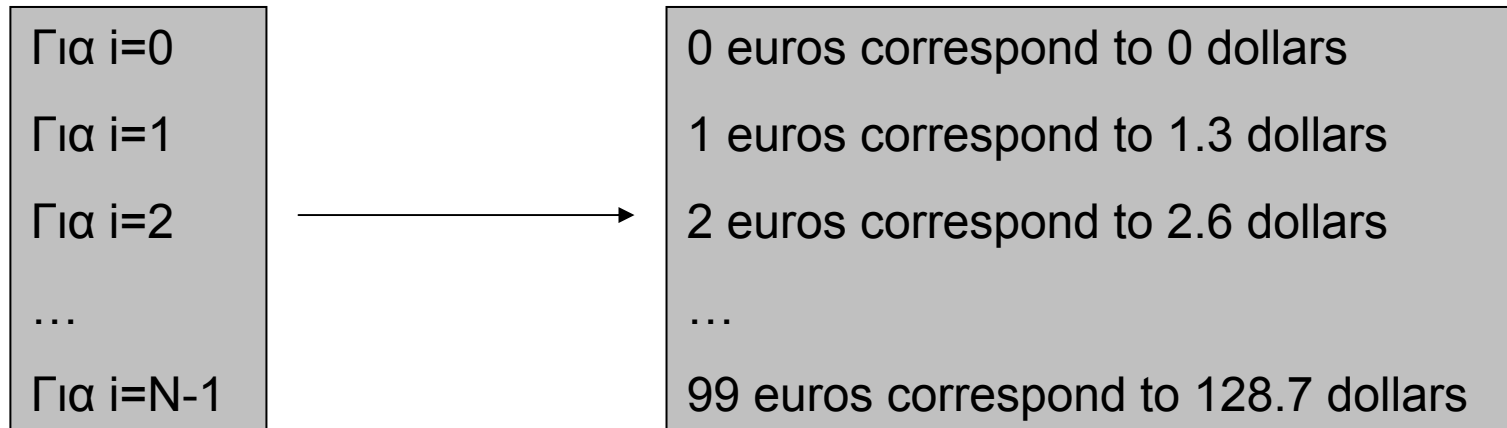 Για i=0
Για i=1
Για i=2
…
Για i=N-1
0 euros correspond to 0 dollars
1 euros correspond to 1.3 dollars
2 euros correspond to 2.6 dollars
…
99 euros correspond to 128.7 dollars